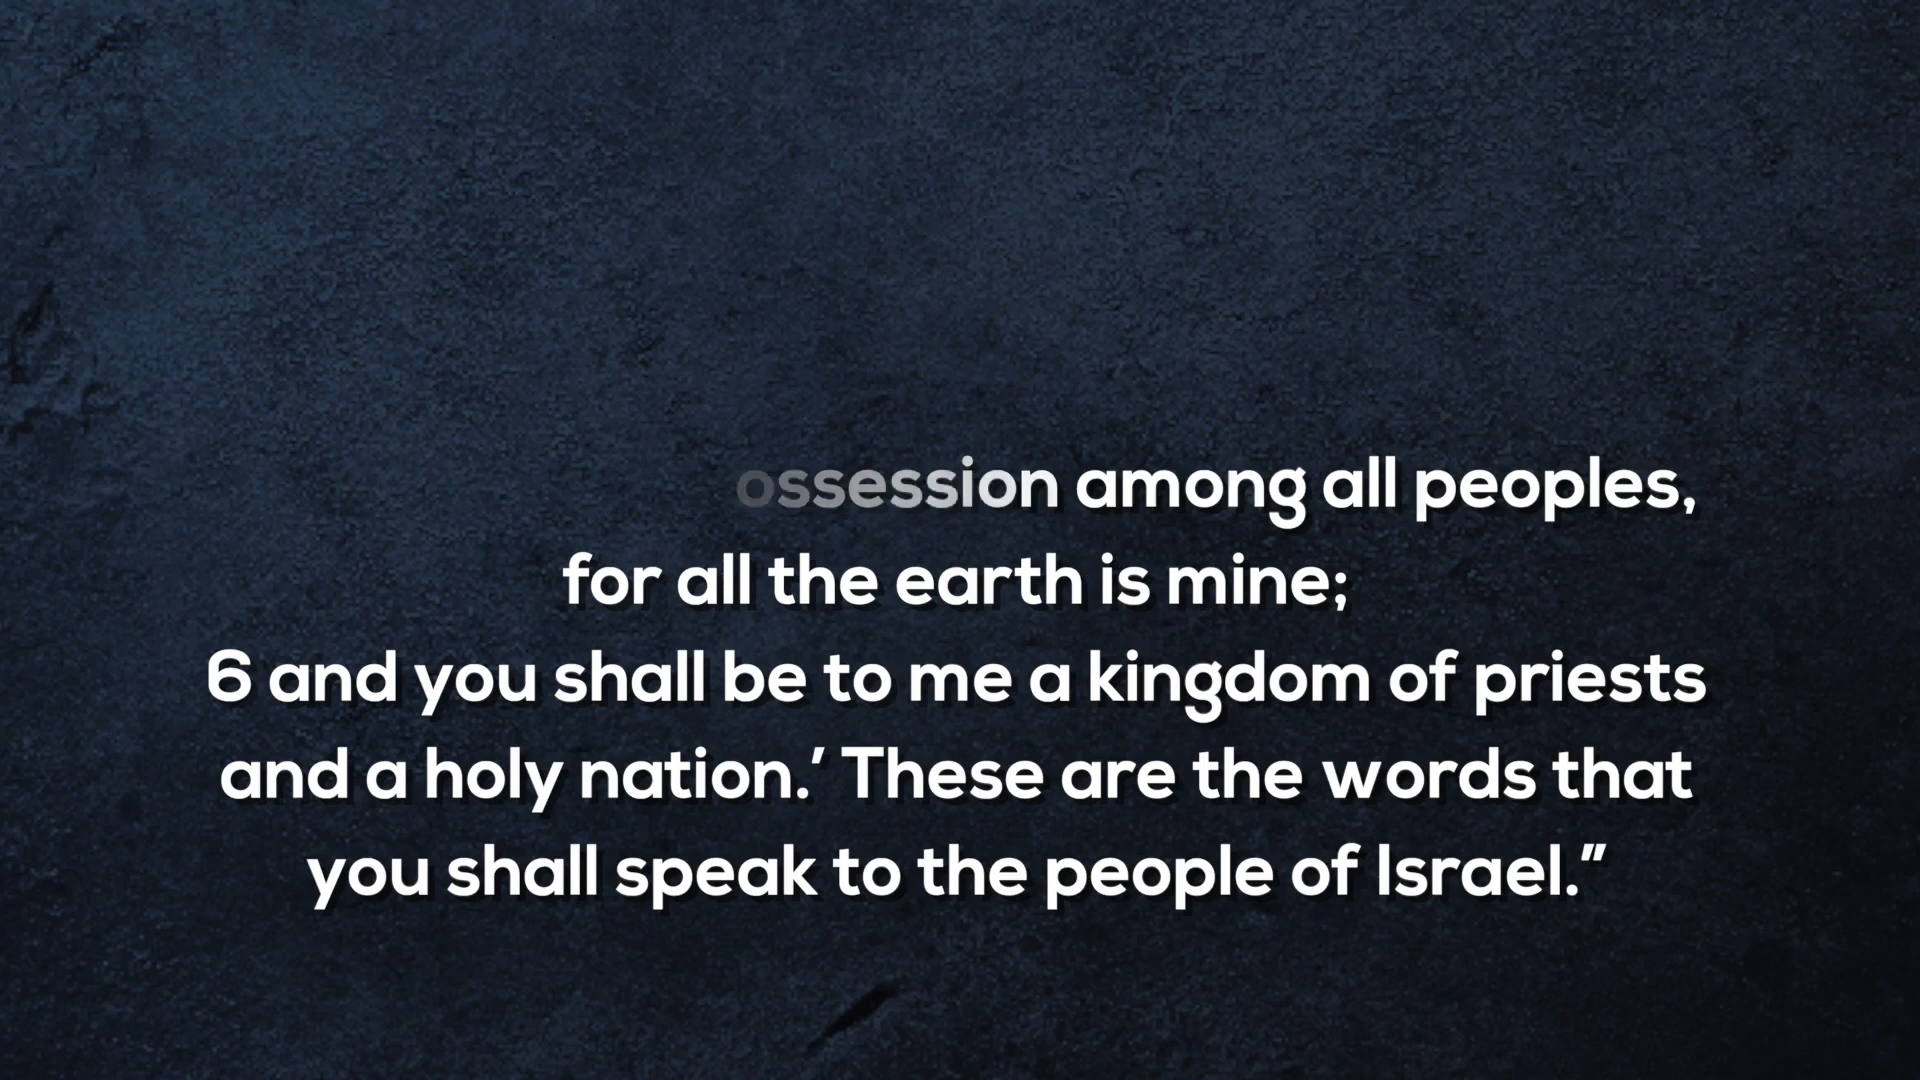 ossession among all peoples,
for all the earth is mine;
6 and you shall be to me a kingdom of priests
and a holy nation.’ These are the words that
you shall speak to the people of Israel.”